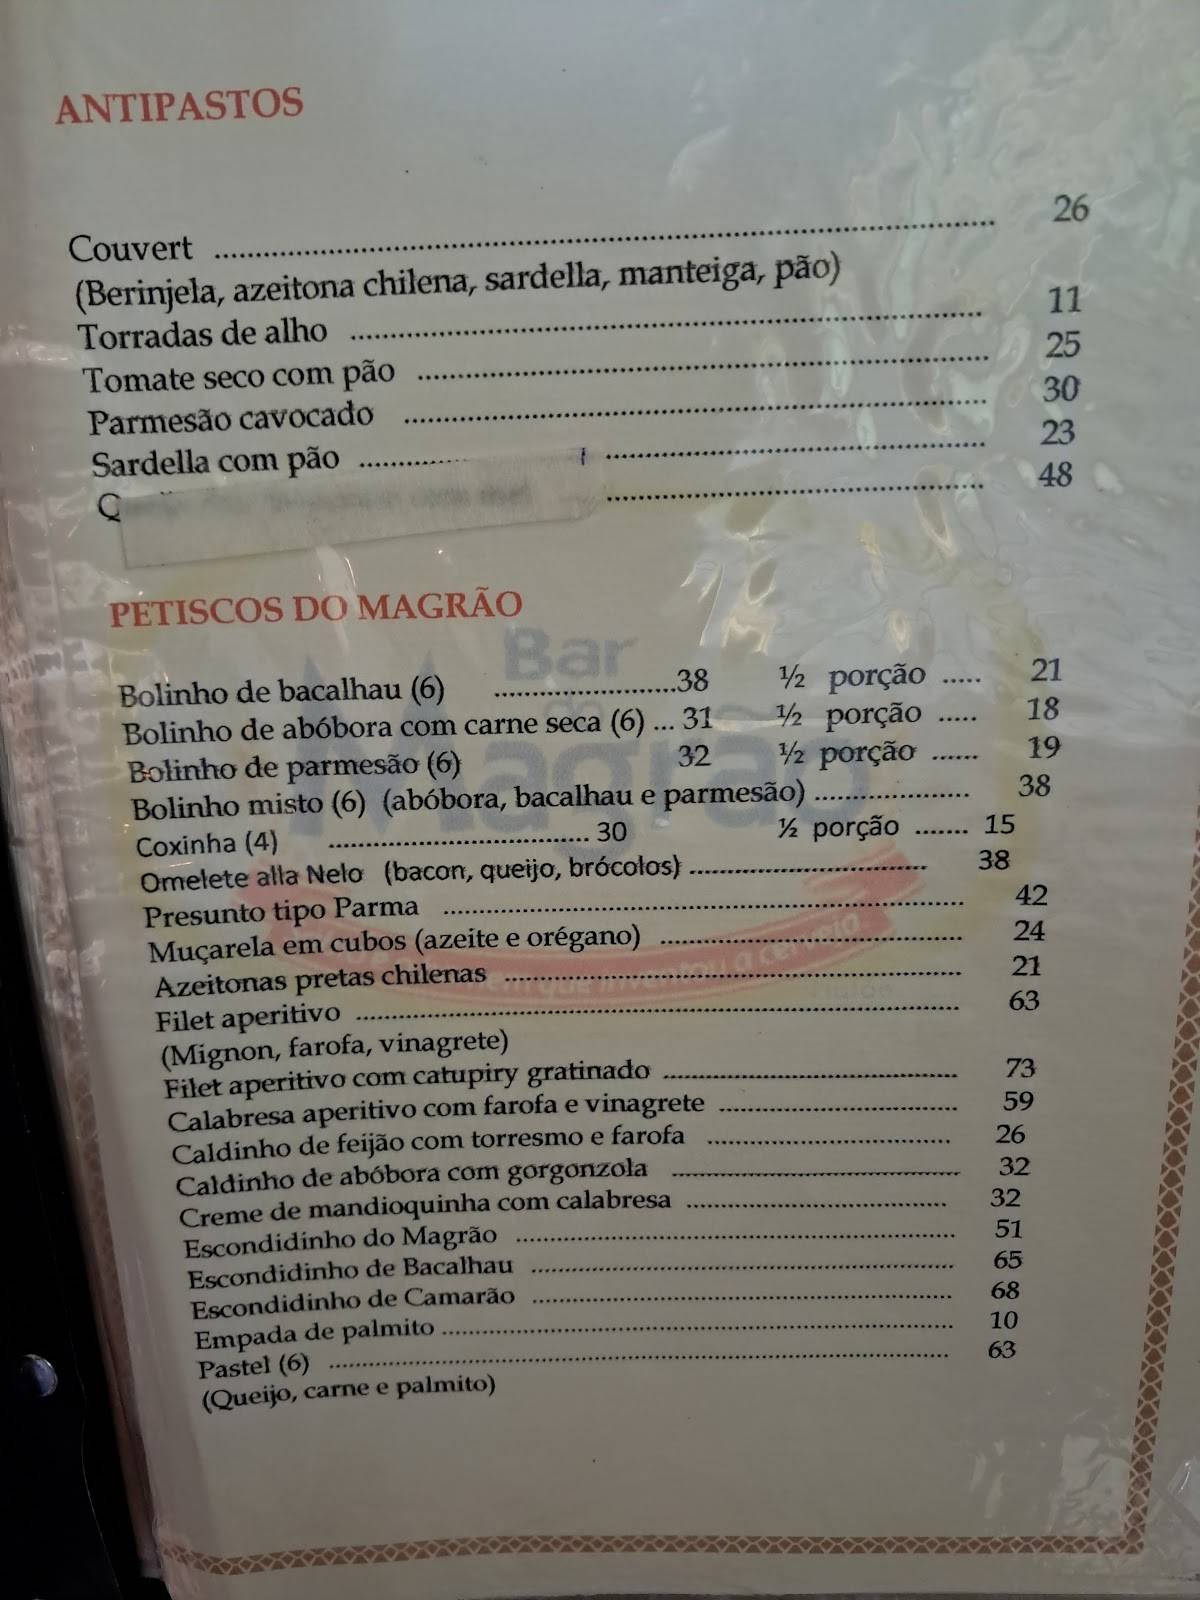 ANTIPASTOS
Couvert ........ 26
(Berinjela, azeitona chilena, sardella, manteiga, pão)
Torradas de alho ........ 11
Tomate seco com pão ........ 25
Parmesão cavocado ........ 30
Sardella com pão ........ 23
........ 48
PETISCOS DO MAGRÃO
Bolinho de bacalhau (6) ........38 ½ porção ..... 21
Bolinho de abóbora com carne seca (6) ... 31 ½ porção ..... 18
Bolinho de parmesão (6) 32 ½ porção ...... 19
Bolinho misto (6) (abóbora, bacalhau e parmesão) ........ 38
Coxinha (4) ........ 30 ½ porção ....... 15
Omelete alla Nelo (bacon, queijo, brócolos) ........ 38
Presunto tipo Parma ........ 42
Muçarela em cubos (azeite e orégano) ........ 24
Azeitonas pretas chilenas ........ 21
Filet aperitivo ........ 63
(Mignon, farofa, vinagrete)
Filet aperitivo com catupiry gratinado ........ 73
Calabresa aperitivo com farofa e vinagrete ........ 59
Caldinho de feijão com torresmo e farofa ........ 26
Caldinho de abóbora com gorgonzola ........ 32
Creme de mandioquinha com calabresa ........ 32
Escondidinho do Magrão ........ 51
Escondidinho de Bacalhau ........ 65
Escondidinho de Camarão ........ 68
Empada de palmito ........ 10
Pastel (6) ........ 63
(Queijo, carne e palmito)
Bar
do
Magrão
inventou a cerveja